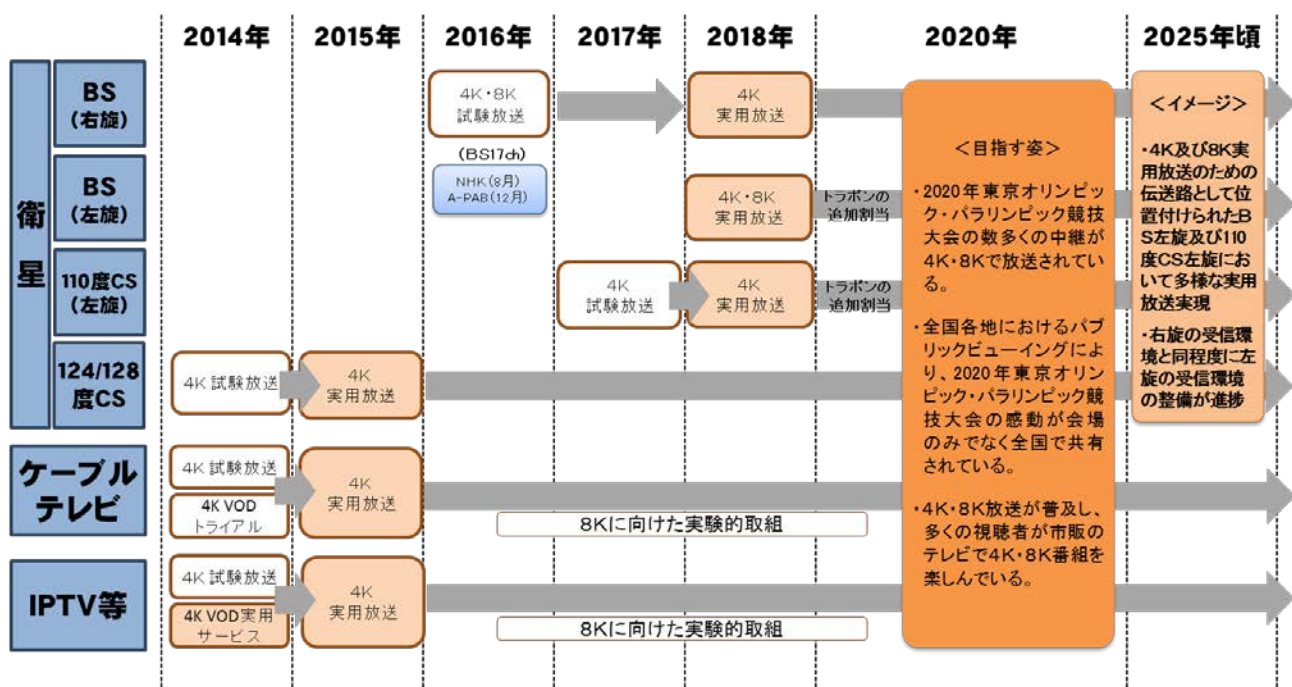 2014年
2015年
2016年
2017年
2018年
2020年
2025年頃
衛星
BS
(右旋)
4K・8K
試験放送
(BS17ch)
NHK(8月)
A-PAB(12月)
4K
実用放送
BS
(左旋)
4K・8K
実用放送
トラポンの
追加割当
110度CS
(左旋)
4K
試験放送
4K
実用放送
トラポンの
追加割当
124/128
度CS
4K 試験放送
4K
実用放送
ケーブル
テレビ
4K 試験放送
4K VOD
トライアル
4K
実用放送
8Kに向けた実験的取組
IPTV等
4K 試験放送
4K VOD実用
サービス
4K
実用放送
8Kに向けた実験的取組
<目指す姿>
・2020年東京オリンピッ
ク・パラリンピック競技
大会の数多くの中継が
4K・8Kで放送されてい
る。
・全国各地におけるパブ
リックビューイングによ
り、2020年東京オリン
ピック・パラリンピック競
技大会の感動が会場
のみでなく全国で共有
されている。
・4K・8K放送が普及し、
多くの視聴者が市販の
テレビで4K・8K番組を
楽しんでいる。
<イメージ>
・4K及び8K実
用放送のための
伝送路として位
置付けられたB
S左旋及び110
度CS左旋にお
いて多様な実用
放送実現
・右旋の受信環
境と同程度に左
旋の受信環境
の整備が進捗